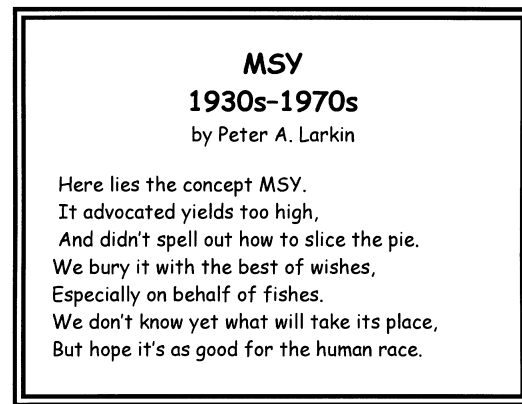 MSY
1930s–1970s
by Peter A. Larkin
Here lies the concept MSY.
It advocated yields too high,
And didn't spell out how to slice the pie.
We bury it with the best of wishes,
Especially on behalf of fishes.
We don't know yet what will take its place,
But hope it's as good for the human race.